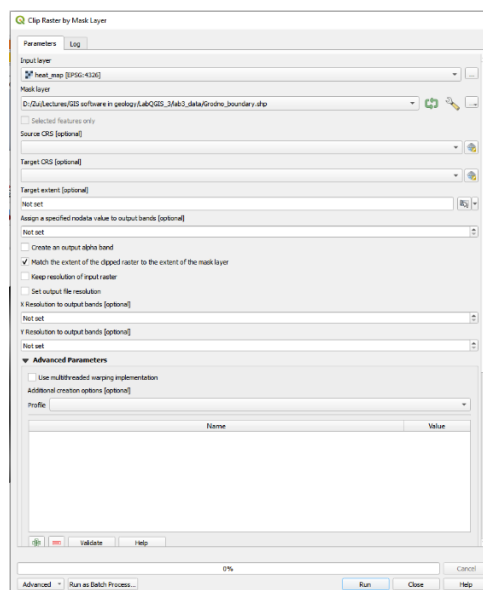 Clip Raster by Mask Layer
Parameters Log
Input layer
heat_map [EPSG:4326]
Mask layer
D:/Zui/Lectures/GIS software in geology/LabQGIS_3/lab3_data/Grodno_boundary.shp
Selected features only
Source CRS [optional]
Target CRS [optional]
Target extent [optional]
Not set
Assign a specified nodata value to output bands [optional]
Not set
Create an output alpha band
Match the extent of the clipped raster to the extent of the mask layer
Keep resolution of input raster
Set output file resolution
X Resolution to output bands [optional]
Not set
Y Resolution to output bands [optional]
Not set
Advanced Parameters
Use multithreaded warping implementation
Additional creation options [optional]
Profile
Name Value
Validate Help
0% Cancel
Advanced Run as Batch Process... Run Close Help